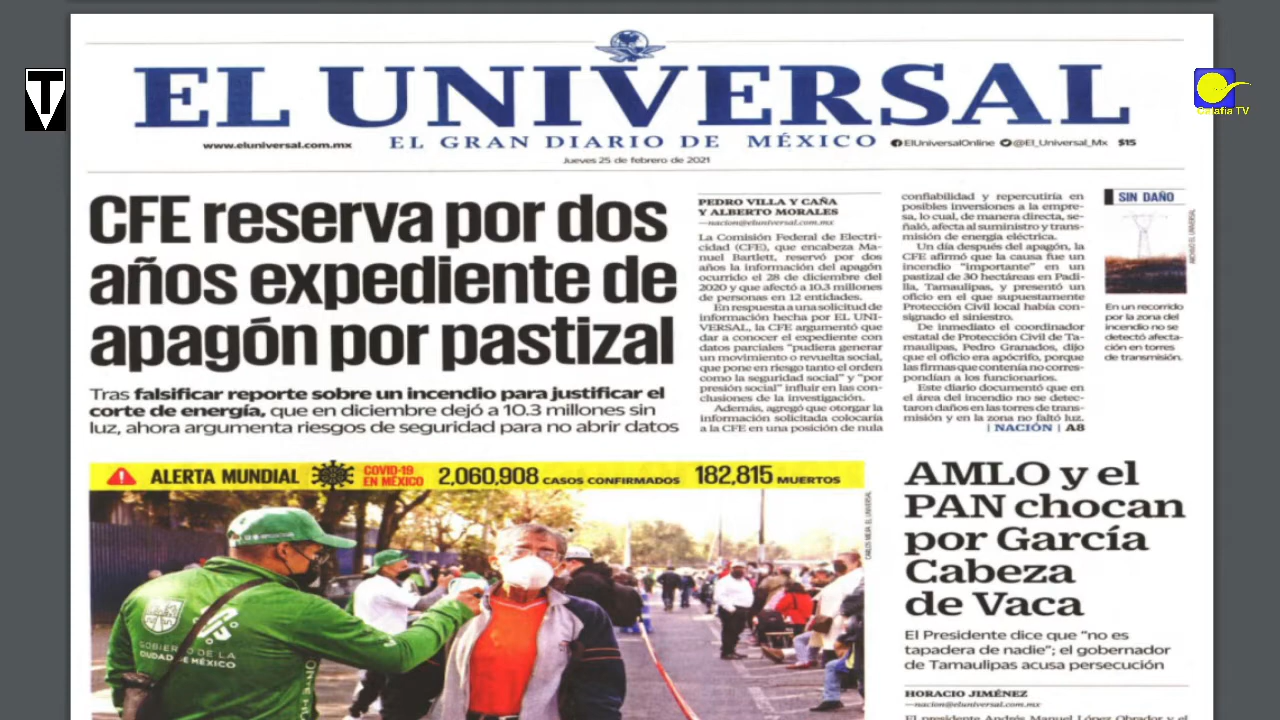 EL UNIVERSAL
www.eluniversal.com.mx
EL GRAN DIARIO DE MÉXICO
ElUniversalOnline @El_Universal_Mx $15
Jueves 25 de febrero de 2021
T
Calafia TV
CFE reserva por dos
años expediente de
apagón por pastizal
Tras falsificar reporte sobre un incendio para justificar el
corte de energía, que en diciembre dejó a 10.3 millones sin
luz, ahora argumenta riesgos de seguridad para no abrir datos
PEDRO VILLA Y CAÑA
Y ALBERTO MORALES
—nacion@eluniversal.com.mx
La Comisión Federal de Electri-
cidad (CFE), que encabeza Ma-
nuel Bartlett, reservó por dos
años la información del apagón
ocurrido el 28 de diciembre del
2020 y que afectó a 10.3 millones
de personas en 12 entidades.
En respuesta a una solicitud de
información hecha por EL UNI-
VERSAL, la CFE argumentó que
dar a conocer el expediente con
datos parciales “pudiera generar
un movimiento o revuelta social,
que pone en riesgo tanto el orden
como la seguridad social” y “por
presión social” influir en las con-
clusiones de la investigación.
Además, agregó que otorgar la
información solicitada colocaría
a la CFE en una posición de nula
confiabilidad y repercutiría en
posibles inversiones a la empre-
sa, lo cual, de manera directa, se-
ñaló, afecta al suministro y trans-
misión de energía eléctrica.
Un día después del apagón, la
CFE afirmó que la causa fue un
incendio “importante” en un
pastizal de 30 hectáreas en Padi-
lla, Tamaulipas, y presentó un
oficio en el que supuestamente
Protección Civil local había con-
signado el siniestro.
De inmediato el coordinador
estatal de Protección Civil de Ta-
maulipas, Pedro Granados, dijo
que el oficio era apócrifo, porque
las firmas que contenía no corres-
pondían a los funcionarios.
Este diario documentó que en
el área del incendio no se detec-
taron daños en las torres de trans-
misión y en la zona no faltó luz.
| NACIÓN | A8
SIN DAÑO
ARCHIVO EL UNIVERSAL
En un recorrido
por la zona del
incendio no se
detectó afecta-
ción en torres
de transmisión.
ALERTA MUNDIAL COVID-19 EN MÉXICO 2,060,908 CASOS CONFIRMADOS 182,815 MUERTOS
GOBIERNO DE LA
CIUDAD DE MÉXICO
AMLO y el
PAN chocan
por García
Cabeza
de Vaca
El Presidente dice que “no es
tapadera de nadie”; el gobernador
de Tamaulipas acusa persecución
HORACIO JIMÉNEZ
—nacion@eluniversal.com.mx
El presidente Andrés Manuel López Obrador y el